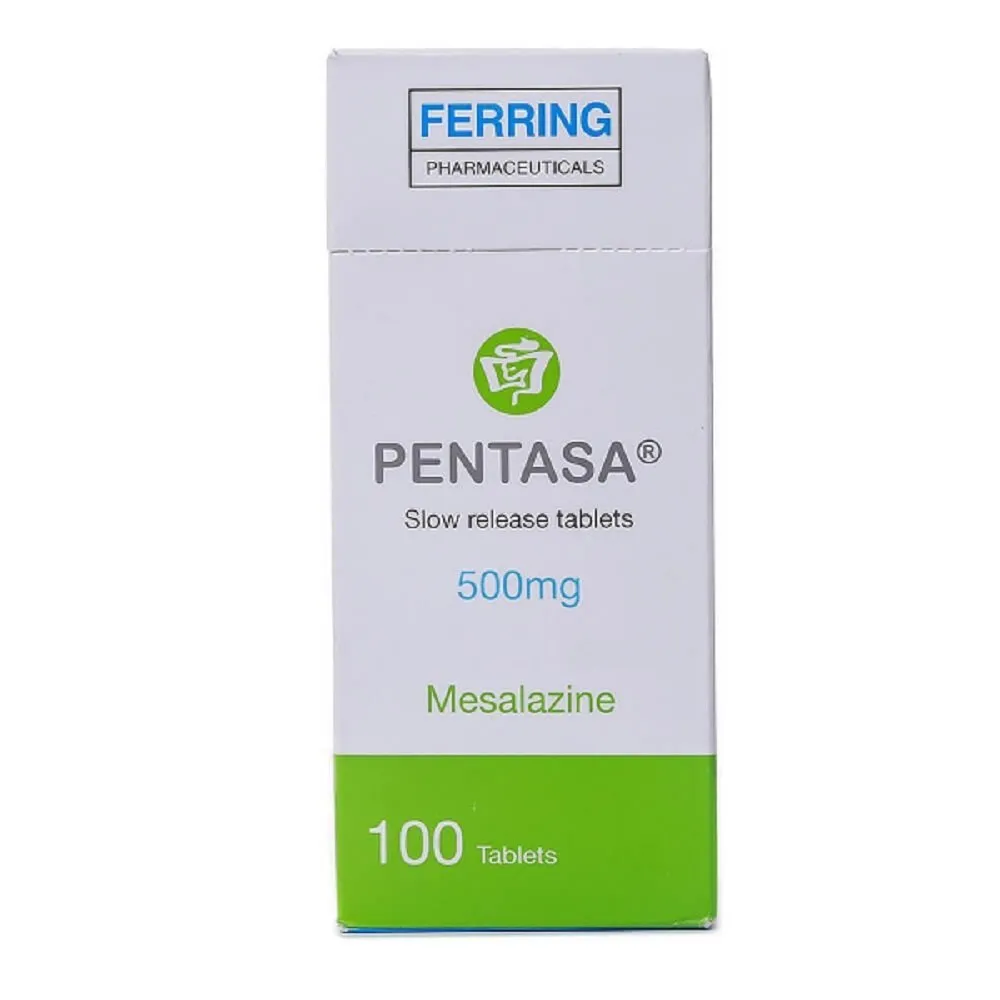 FERRING
PHARMACEUTICALS
PENTASA®
Slow release tablets
500mg
Mesalazine
100 Tablets